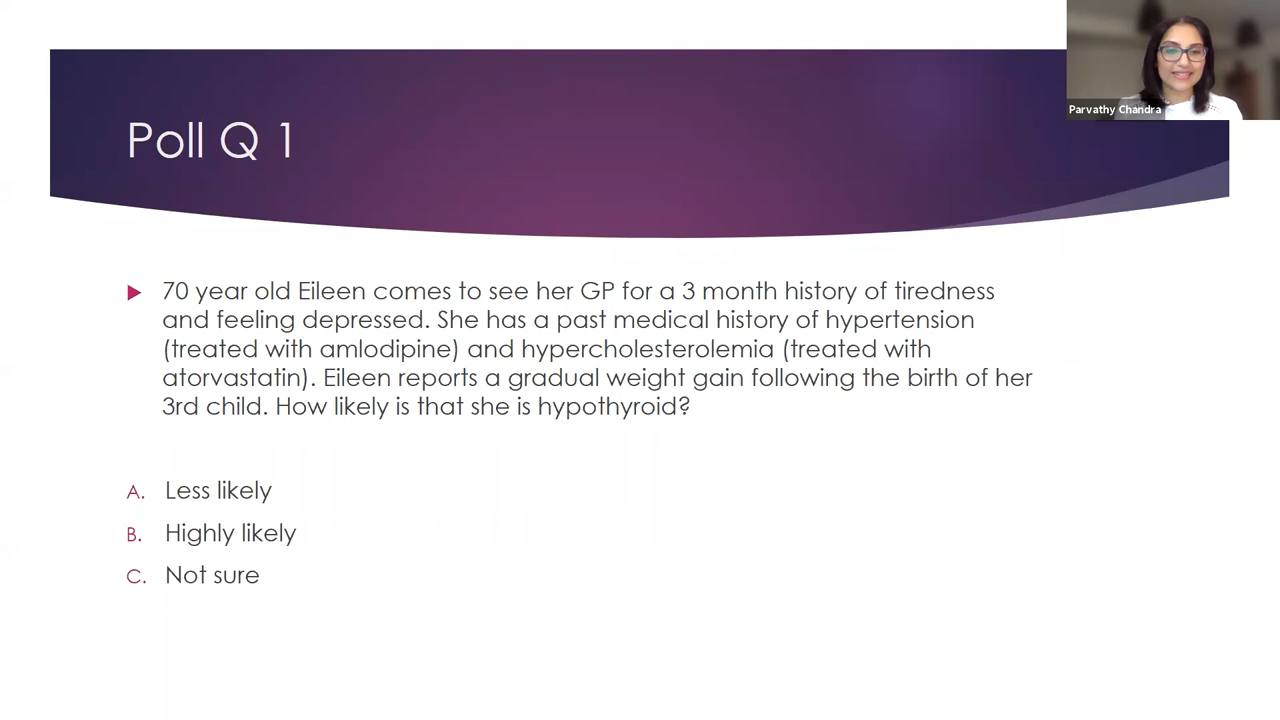 Parvathy Chandra
Poll Q 1
70 year old Eileen comes to see her GP for a 3 month history of tiredness
and feeling depressed. She has a past medical history of hypertension
(treated with amlodipine) and hypercholesterolemia (treated with
atorvastatin). Eileen reports a gradual weight gain following the birth of her
3rd child. How likely is that she is hypothyroid?
A. Less likely
B. Highly likely
C. Not sure